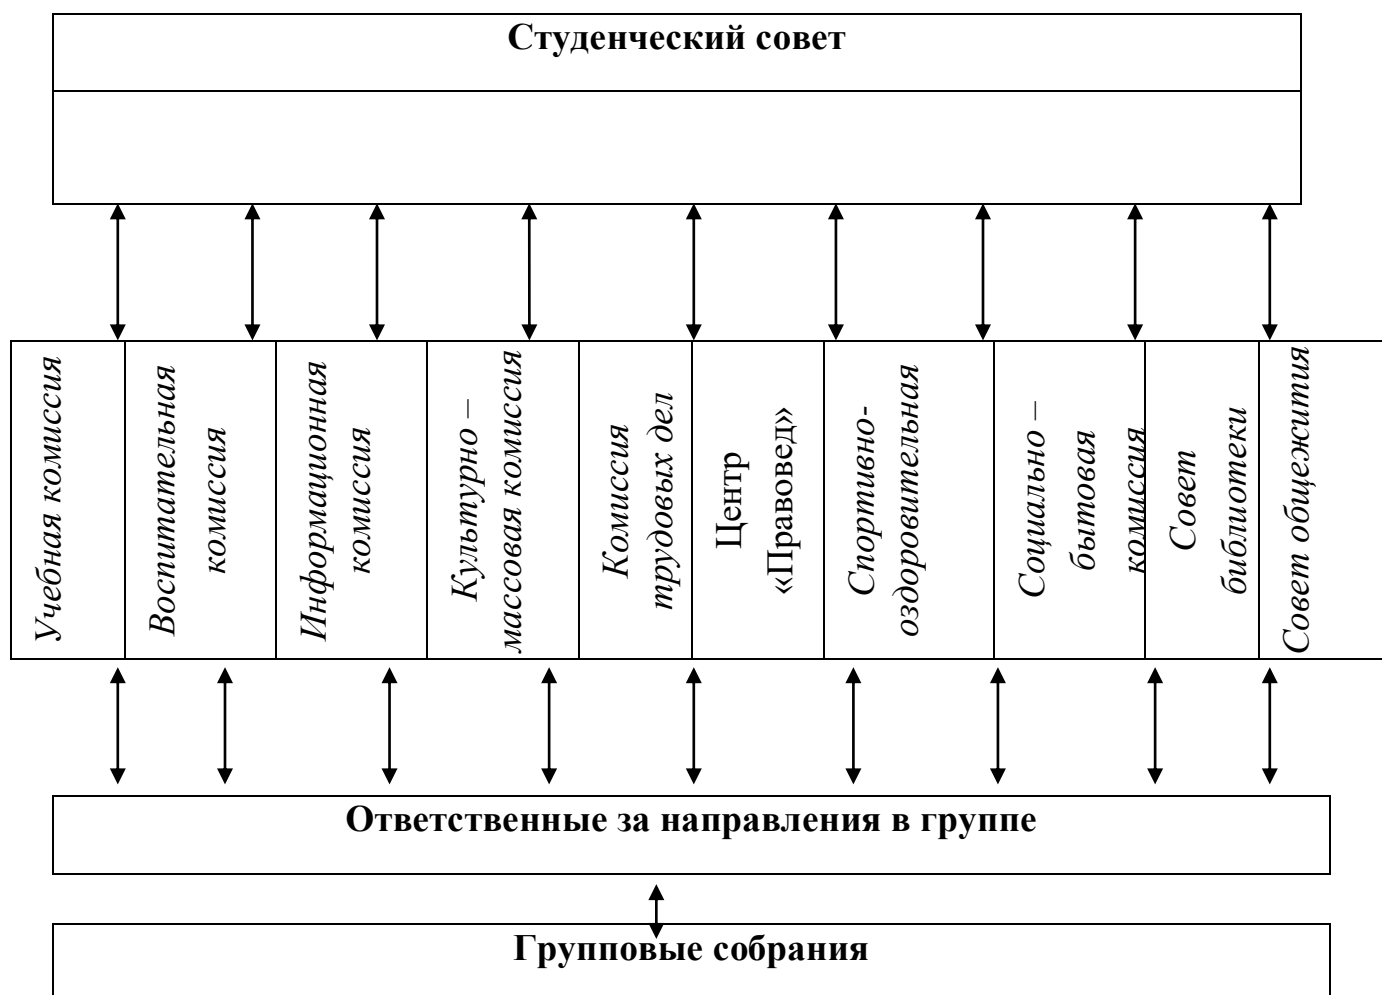 Студенческий совет
Учебная комиссия
Воспитательная
комиссия
Информационная
комиссия
Культурно –
массовая комиссия
Комиссия
трудовых дел
Центр
«Правовед»
Спортивно-
оздоровительная
Социально –
бытовая
комиссия
Совет
библиотеки
Совет общежития
Ответственные за направления в группе
Групповые собрания